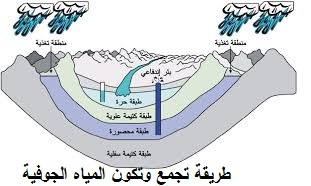 منطقة تغذية
منطقة تغذية
بئر إندفاعي
طبقة حرة
طبقة كتيمة علوية
طبقة محصورة
طبقة كتيمة سفلية
طريقة تجمع وتكون المياه الجوفية